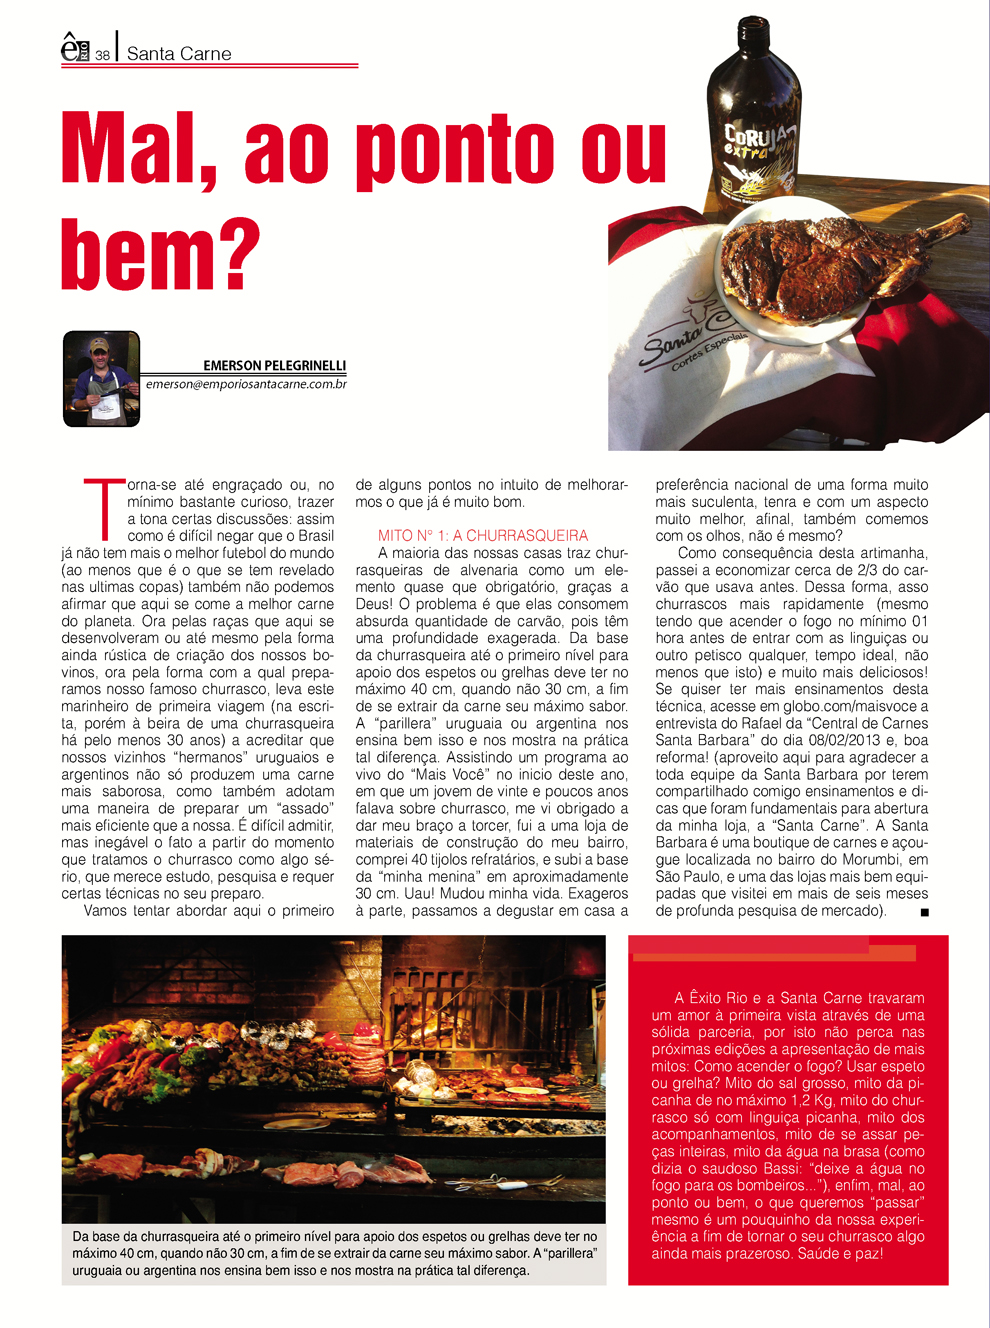 ê RIO 38 Santa Carne
Mal, ao ponto ou
bem?
CORUJA
extra
Santa C
Cortes Especiais
EMERSON PELEGRINELLI
emerson@emporiosantacarne.com.br
Torna-se até engraçado ou, no
mínimo bastante curioso, trazer
a tona certas discussões: assim
como é difícil negar que o Brasil
já não tem mais o melhor futebol do mundo
(ao menos que é o que se tem revelado
nas ultimas copas) também não podemos
afirmar que aqui se come a melhor carne
do planeta. Ora pelas raças que aqui se
desenvolveram ou até mesmo pela forma
ainda rústica de criação dos nossos bo-
vinos, ora pela forma com a qual prepa-
ramos nosso famoso churrasco, leva este
marinheiro de primeira viagem (na escri-
ta, porém à beira de uma churrasqueira
há pelo menos 30 anos) a acreditar que
nossos vizinhos “hermanos” uruguaios e
argentinos não só produzem uma carne
mais saborosa, como também adotam
uma maneira de preparar um “assado”
mais eficiente que a nossa. É difícil admitir,
mas inegável o fato a partir do momento
que tratamos o churrasco como algo sé-
rio, que merece estudo, pesquisa e requer
certas técnicas no seu preparo.
Vamos tentar abordar aqui o primeiro
de alguns pontos no intuito de melhorar-
mos o que já é muito bom.
MITO N° 1: A CHURRASQUEIRA
A maioria das nossas casas traz chur-
rasqueiras de alvenaria como um ele-
mento quase que obrigatório, graças a
Deus! O problema é que elas consomem
absurda quantidade de carvão, pois têm
uma profundidade exagerada. Da base
da churrasqueira até o primeiro nível para
apoio dos espetos ou grelhas deve ter no
máximo 40 cm, quando não 30 cm, a fim
de se extrair da carne seu máximo sabor.
A “parillera” uruguaia ou argentina nos
ensina bem isso e nos mostra na prática
tal diferença. Assistindo um programa ao
vivo do “Mais Você” no inicio deste ano,
em que um jovem de vinte e poucos anos
falava sobre churrasco, me vi obrigado a
dar meu braço a torcer, fui a uma loja de
materiais de construção do meu bairro,
comprei 40 tijolos refratários, e subi a base
da “minha menina” em aproximadamente
30 cm. Uau! Mudou minha vida. Exageros
à parte, passamos a degustar em casa a
preferência nacional de uma forma muito
mais suculenta, tenra e com um aspecto
muito melhor, afinal, também comemos
com os olhos, não é mesmo?
Como consequência desta artimanha,
passei a economizar cerca de 2/3 do car-
vão que usava antes. Dessa forma, asso
churrascos mais rapidamente (mesmo
tendo que acender o fogo no mínimo 01
hora antes de entrar com as linguiças ou
outro petisco qualquer, tempo ideal, não
menos que isto) e muito mais deliciosos!
Se quiser ter mais ensinamentos desta
técnica, acesse em globo.com/maisvoce a
entrevista do Rafael da “Central de Carnes
Santa Barbara” do dia 08/02/2013 e, boa
reforma! (aproveito aqui para agradecer a
toda equipe da Santa Barbara por terem
compartilhado comigo ensinamentos e di-
cas que foram fundamentais para abertura
da minha loja, a “Santa Carne”. A Santa
Barbara é uma boutique de carnes e açou-
gue localizada no bairro do Morumbi, em
São Paulo, e uma das lojas mais bem equi-
padas que visitei em mais de seis meses
de profunda pesquisa de mercado).
Da base da churrasqueira até o primeiro nível para apoio dos espetos ou grelhas deve ter no
máximo 40 cm, quando não 30 cm, a fim de se extrair da carne seu máximo sabor. A “parillera”
uruguaia ou argentina nos ensina bem isso e nos mostra na prática tal diferença.
A Êxito Rio e a Santa Carne travaram
um amor à primeira vista através de uma
sólida parceria, por isto não perca nas
próximas edições a apresentação de mais
mitos: Como acender o fogo? Usar espeto
ou grelha? Mito do sal grosso, mito da pi-
canha de no máximo 1,2 Kg, mito do chur-
rasco só com linguiça picanha, mito dos
acompanhamentos, mito de se assar pe-
ças inteiras, mito da água na brasa (como
dizia o saudoso Bassi: “deixe a água no
fogo para os bombeiros...”), enfim, mal, ao
ponto ou bem, o que queremos “passar”
mesmo é um pouquinho da nossa experi-
ência a fim de tornar o seu churrasco algo
ainda mais prazeroso. Saúde e paz!